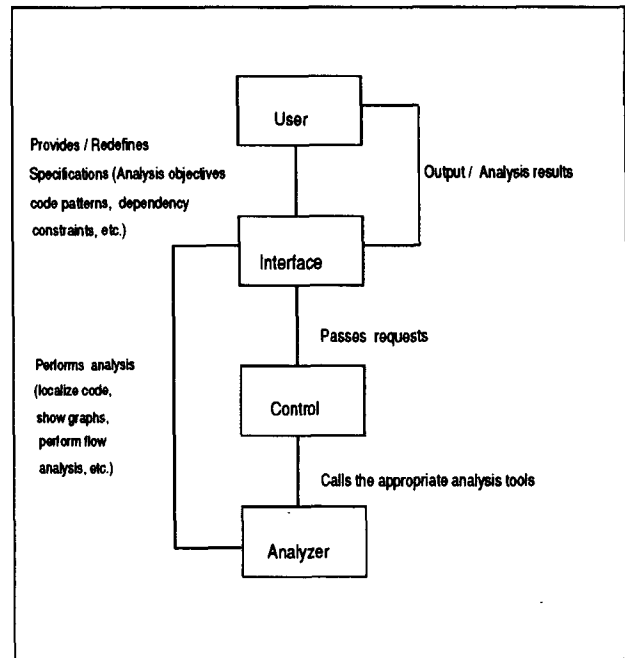 User
Provides / Redefines
Specifications (Analysis objectives
code patterns, dependency
constraints, etc.)
Output / Analysis results
Interface
Passes requests
Performs analysis
(localize code,
show graphs,
perform flow
analysis, etc.)
Control
Calls the appropriate analysis tools
Analyzer